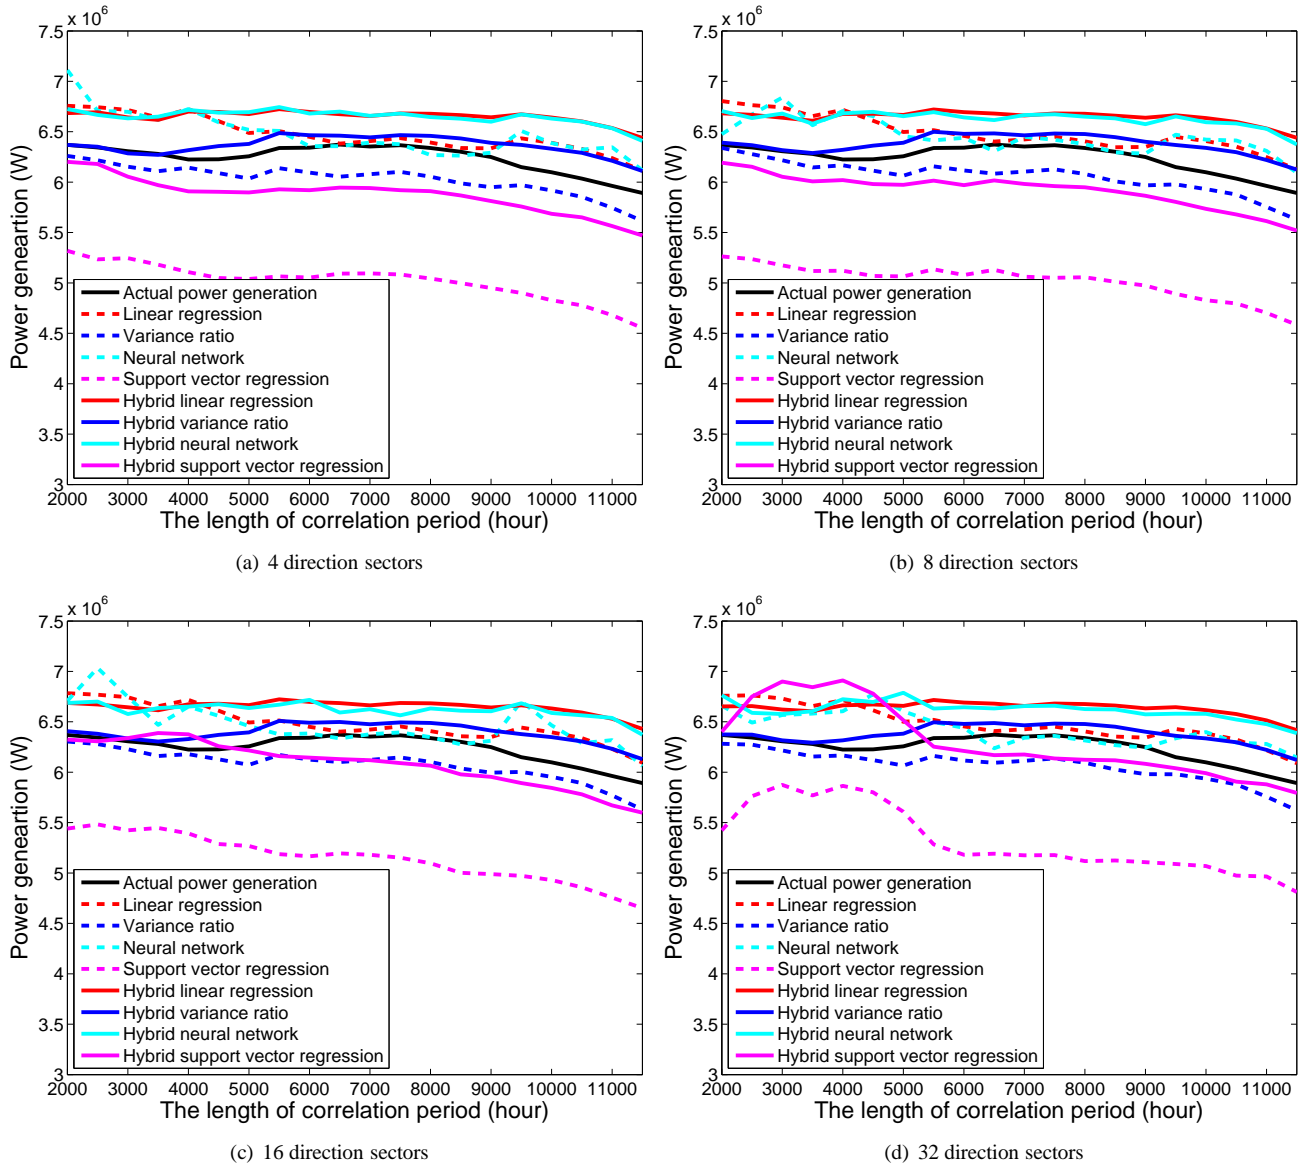 x 10^6
7.5
7
6.5
6
5.5
5
4.5
4
3.5
3
Power geneartion (W)
Actual power generation
Linear regression
Variance ratio
Neural network
Support vector regression
Hybrid linear regression
Hybrid variance ratio
Hybrid neural network
Hybrid support vector regression
2000 3000 4000 5000 6000 7000 8000 9000 10000 11000
The length of correlation period (hour)
(a) 4 direction sectors
x 10^6
7.5
7
6.5
6
5.5
5
4.5
4
3.5
3
Power geneartion (W)
Actual power generation
Linear regression
Variance ratio
Neural network
Support vector regression
Hybrid linear regression
Hybrid variance ratio
Hybrid neural network
Hybrid support vector regression
2000 3000 4000 5000 6000 7000 8000 9000 10000 11000
The length of correlation period (hour)
(b) 8 direction sectors
x 10^6
7.5
7
6.5
6
5.5
5
4.5
4
3.5
3
Power geneartion (W)
Actual power generation
Linear regression
Variance ratio
Neural network
Support vector regression
Hybrid linear regression
Hybrid variance ratio
Hybrid neural network
Hybrid support vector regression
2000 3000 4000 5000 6000 7000 8000 9000 10000 11000
The length of correlation period (hour)
(c) 16 direction sectors
x 10^6
7.5
7
6.5
6
5.5
5
4.5
4
3.5
3
Power geneartion (W)
Actual power generation
Linear regression
Variance ratio
Neural network
Support vector regression
Hybrid linear regression
Hybrid variance ratio
Hybrid neural network
Hybrid support vector regression
2000 3000 4000 5000 6000 7000 8000 9000 10000 11000
The length of correlation period (hour)
(d) 32 direction sectors